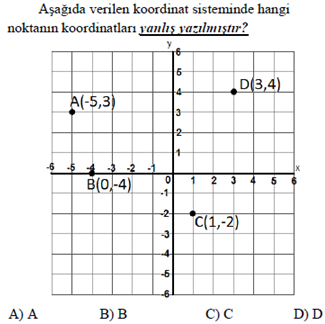 Aşağıda verilen koordinat sisteminde hangi
noktanın koordinatları yanlış yazılmıştır?
y
6
5
D(3,4)
4
A(-5,3)
3
2
1
-6 -5 -4 -3 -2 -1 0 1 2 3 4 5 6 x
B(0,-4)
-1
-2
C(1,-2)
-3
-4
-5
-6
A) A B) B C) C D) D